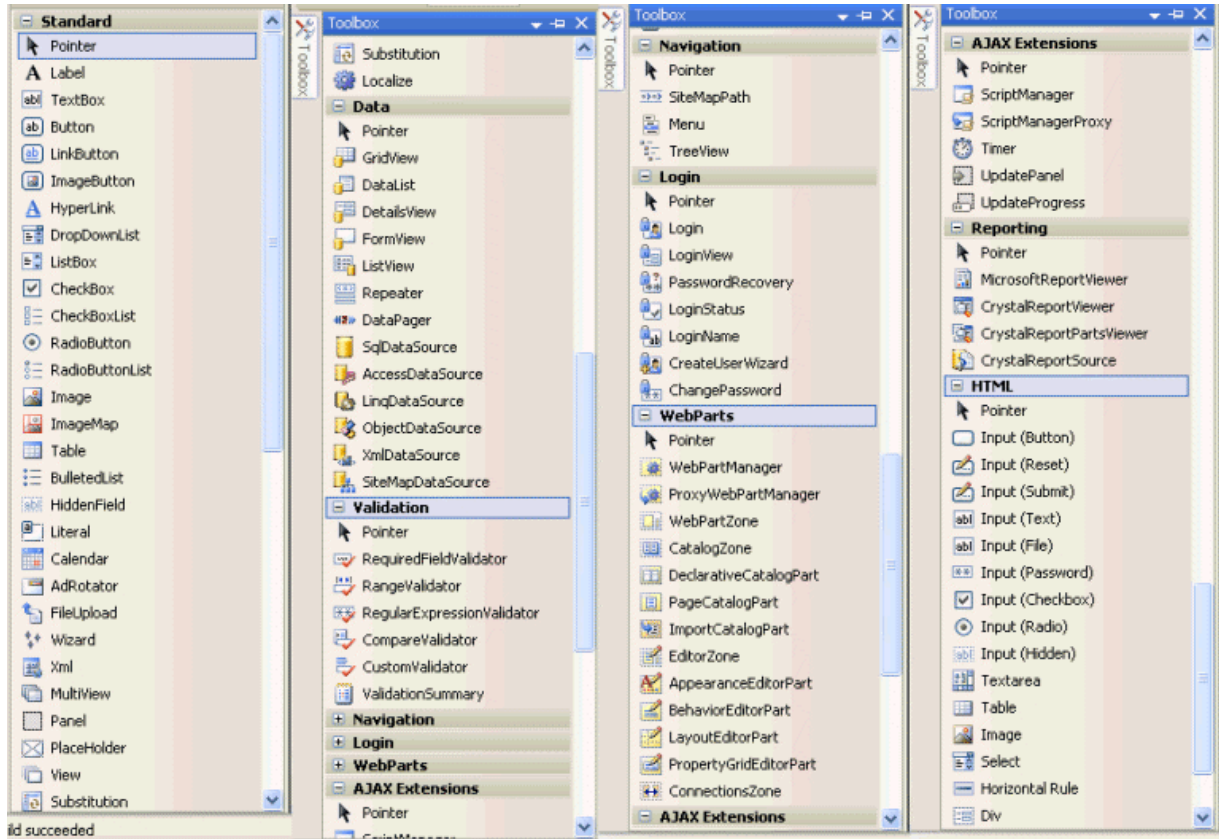 Standard
Pointer
Label
TextBox
Button
LinkButton
ImageButton
HyperLink
DropDownList
ListBox
CheckBox
CheckBoxList
RadioButton
RadioButtonList
Image
ImageMap
Table
BulletedList
HiddenField
Literal
Calendar
AdRotator
FileUpload
Wizard
Xml
MultiView
Panel
PlaceHolder
View
Substitution
ild succeeded
Toolbox
Toolbox
Substitution
Localize
Data
Pointer
GridView
DataList
DetailsView
FormView
ListView
Repeater
DataPager
SqlDataSource
AccessDataSource
LinqDataSource
ObjectDataSource
XmlDataSource
SiteMapDataSource
Validation
Pointer
RequiredFieldValidator
RangeValidator
RegularExpressionValidator
CompareValidator
CustomValidator
ValidationSummary
Navigation
Login
WebParts
AJAX Extensions
Pointer
ScriptManager
Toolbox
Toolbox
Navigation
Pointer
SiteMapPath
Menu
TreeView
Login
Pointer
Login
LoginView
PasswordRecovery
LoginStatus
LoginName
CreateUserWizard
ChangePassword
WebParts
Pointer
WebPartManager
ProxyWebPartManager
WebPartZone
CatalogZone
DeclarativeCatalogPart
PageCatalogPart
ImportCatalogPart
EditorZone
AppearanceEditorPart
BehaviorEditorPart
LayoutEditorPart
PropertyGridEditorPart
ConnectionsZone
AJAX Extensions
Toolbox
Toolbox
AJAX Extensions
Pointer
ScriptManager
ScriptManagerProxy
Timer
UpdatePanel
UpdateProgress
Reporting
Pointer
MicrosoftReportViewer
CrystalReportViewer
CrystalReportPartsViewer
CrystalReportSource
HTML
Pointer
Input (Button)
Input (Reset)
Input (Submit)
Input (Text)
Input (File)
Input (Password)
Input (Checkbox)
Input (Radio)
Input (Hidden)
Textarea
Table
Image
Select
Horizontal Rule
Div